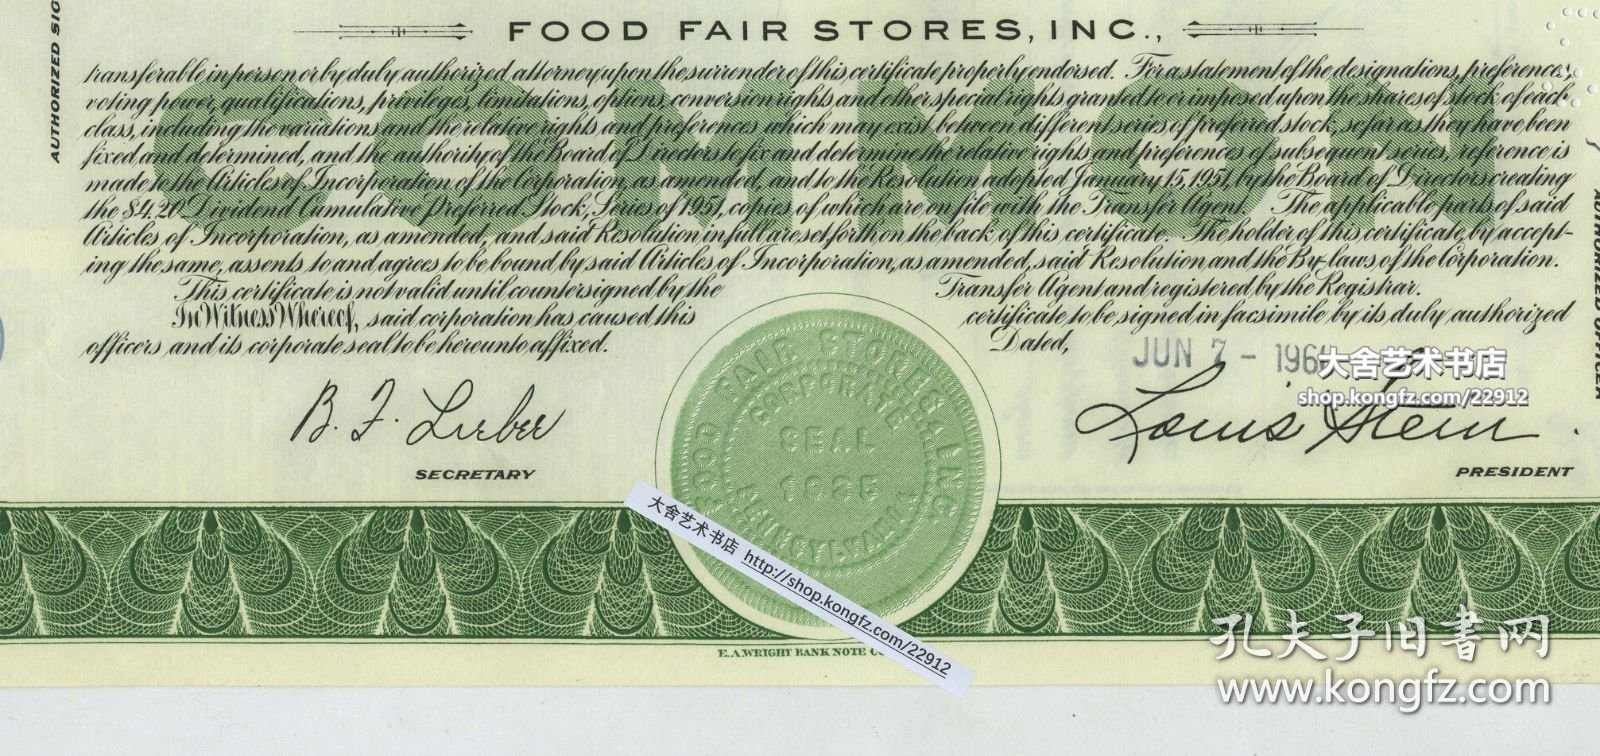 FOOD FAIR STORES, INC.,
transferable in person or by duly authorized attorney upon the surrender of this certificate properly endorsed. For a statement of the designations, preferences,
voting power, qualifications, privileges, limitations, options, conversion rights and other special rights granted to or imposed upon the shares of stock of each
class, including the variations and the relative rights and preferences which may exist between different series of preferred stock, so far as they have been
fixed and determined, and the authority of the Board of Directors to fix and determine the relative rights and preferences of subsequent series, reference is
made to the Articles of Incorporation of the Corporation, as amended, and to the Resolution adopted January 15, 1951, by the Board of Directors creating
the $4.20 Dividend Cumulative Preferred Stock, Series of 1951, copies of which are on file with the Transfer Agent. The applicable parts of said
Articles of Incorporation, as amended, and said Resolution in full are set forth on the back of this certificate. The holder of this certificate, by accept-
ing the same, assents to and agrees to be bound by said Articles of Incorporation, as amended, said Resolution and the By-laws of the Corporation.
COMMON
This certificate is not valid until countersigned by the Transfer Agent and registered by the Registrar.
In Witness Whereof, said corporation has caused this certificate to be signed in facsimile by its duly authorized
officers and its corporate seal to be hereunto affixed. Dated,
JUN 7 - 196
B. F. Lieber
SECRETARY
Louis Stein
PRESIDENT
FOOD FAIR STORES, INC.
CORPORATE
SEAL
1935
PENNSYLVANIA
AUTHORIZED SIG
AUTHORIZED OFFICER
E. A. WRIGHT BANK NOTE CO
大舍艺术书店
shop.kongfz.com/22912
大舍艺术书店 http://shop.kongfz.com/22912
孔夫子旧书网
www.kongfz.com